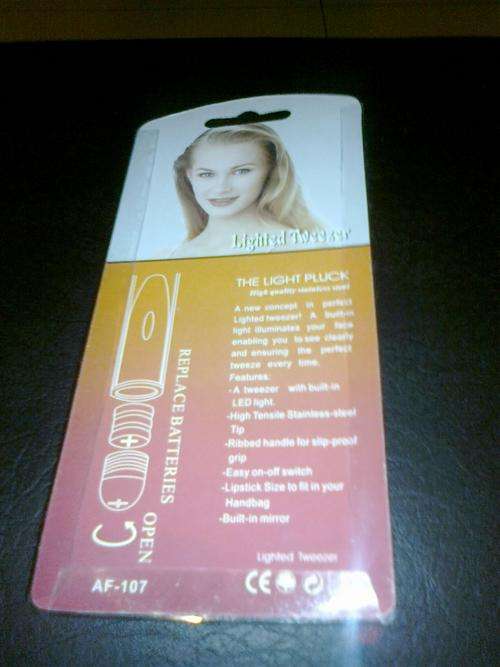 Lighted Tweezer
THE LIGHT PLUCK
High quality stainless steel
A new concept in perfect
Lighted tweezer! A built-in
light illuminates your face
enabling you to see clearly
and ensuring the perfect
tweeze every time.
Features:
-A tweezer with built-in
LED light.
-High Tensile Stainless-steel
Tip
-Ribbed handle for slip-proof
grip
-Easy on-off switch
-Lipstick Size to fit in your
Handbag
-Built-in mirror
REPLACE BATTERIES
OPEN
+
+
Lighted Tweezer
AF-107
CE